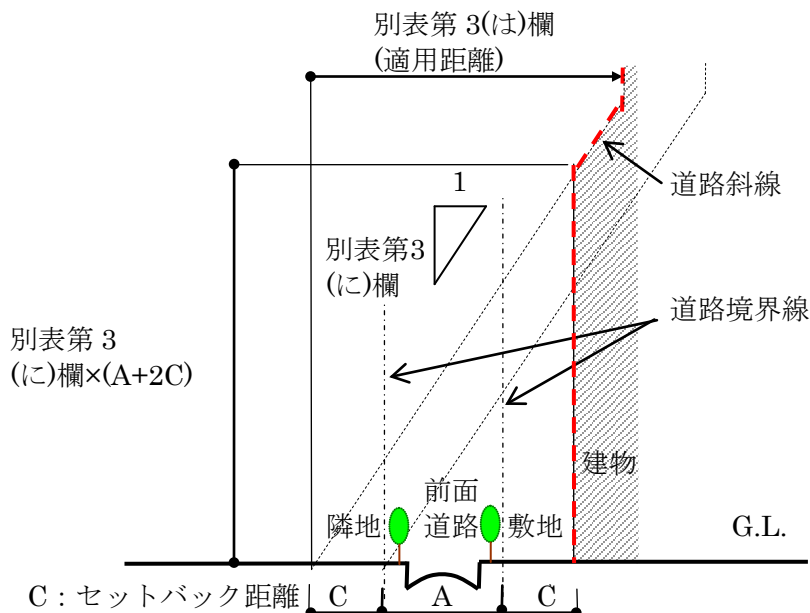 別表第 3(は)欄
(適用距離)
1
別表第3
(に)欄
道路斜線
道路境界線
別表第 3
(に)欄×(A+2C)
建物
前面
隣地
道路
敷地
G.L.
C：セットバック距離
C
A
C